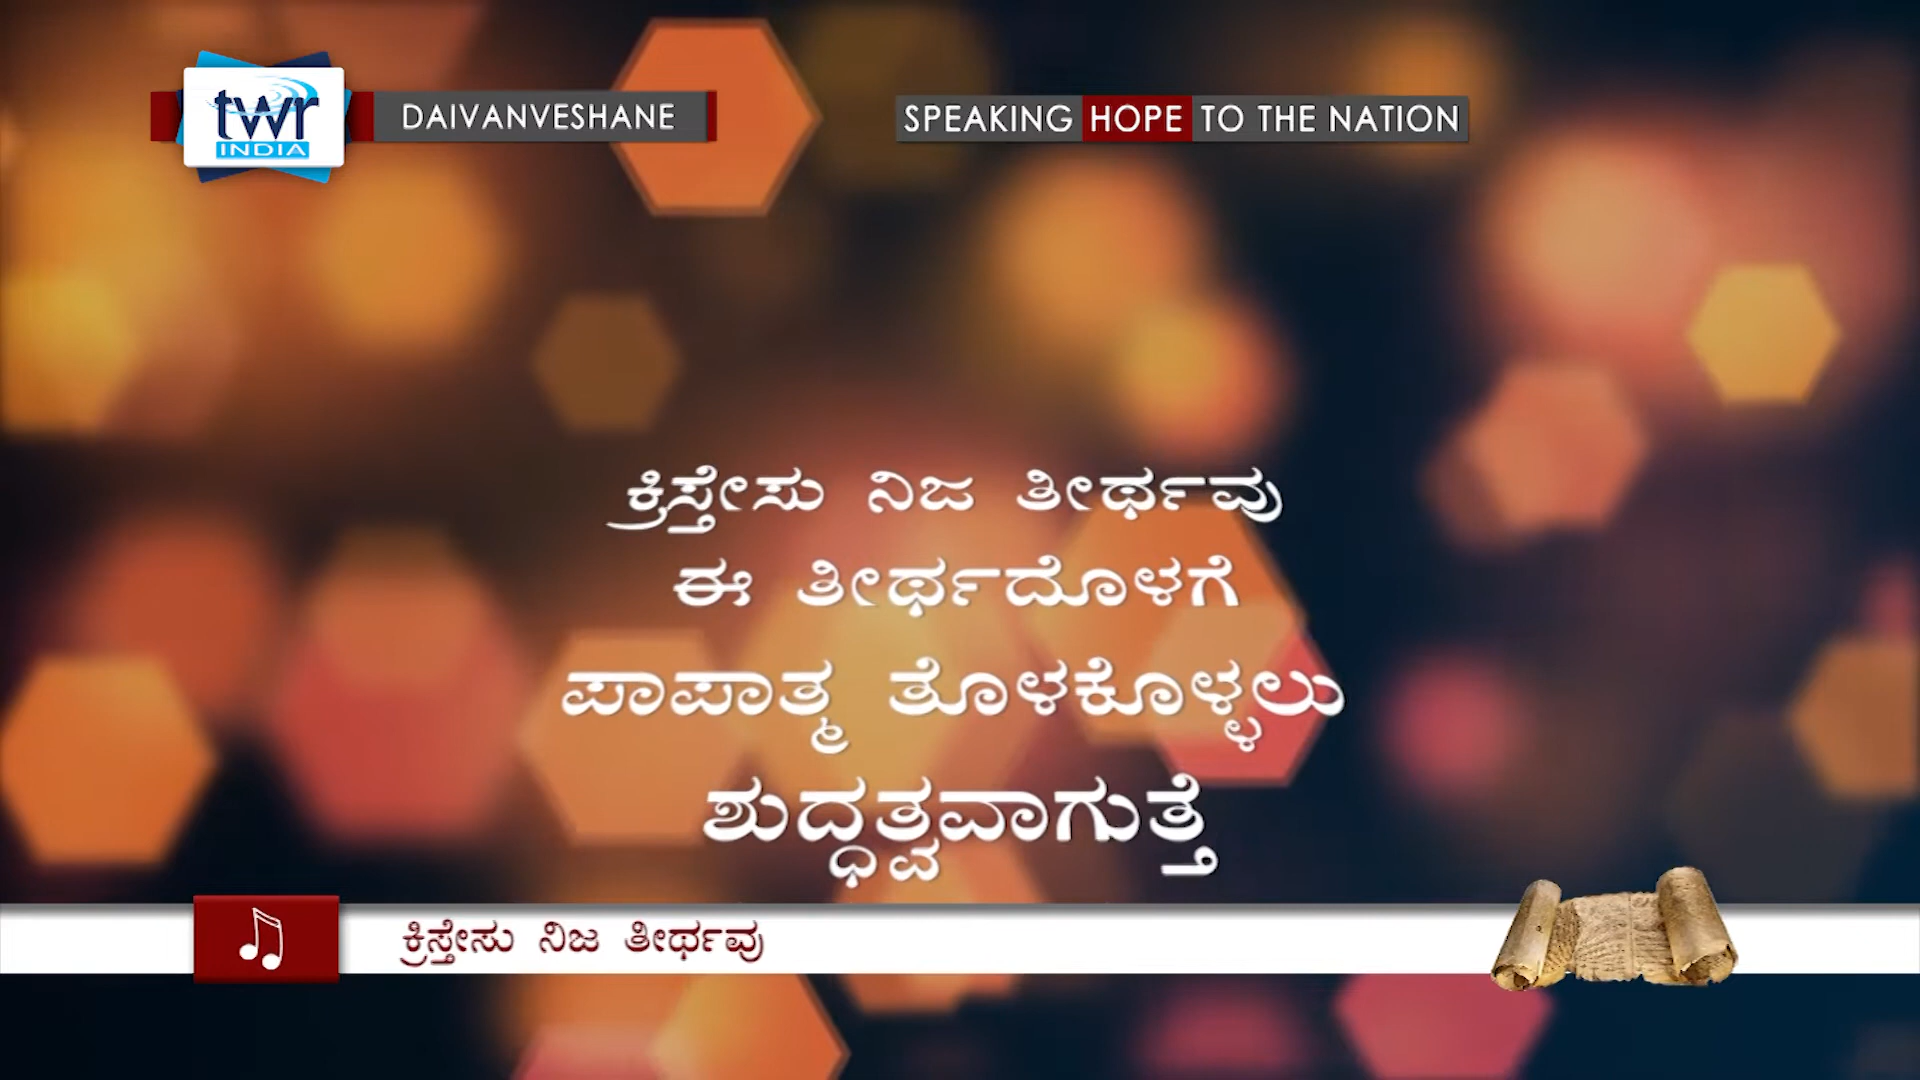 twr
INDIA
DAIVANVESHANE
SPEAKING HOPE TO THE NATION
ಕ್ರಿಸ್ತೇಸು ನಿಜ ತೀರ್ಥವು
ಈ ತೀರ್ಥದೊಳಗೆ
ಪಾಪಾತ್ಮ ತೊಳಕೊಳ್ಳಲು
ಶುದ್ಧತ್ವವಾಗುತ್ತೆ
ಕ್ರಿಸ್ತೇಸು ನಿಜ ತೀರ್ಥವು